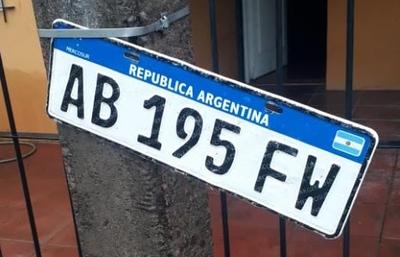 MERCOSUR
REPUBLICA ARGENTINA
AB 195 FW